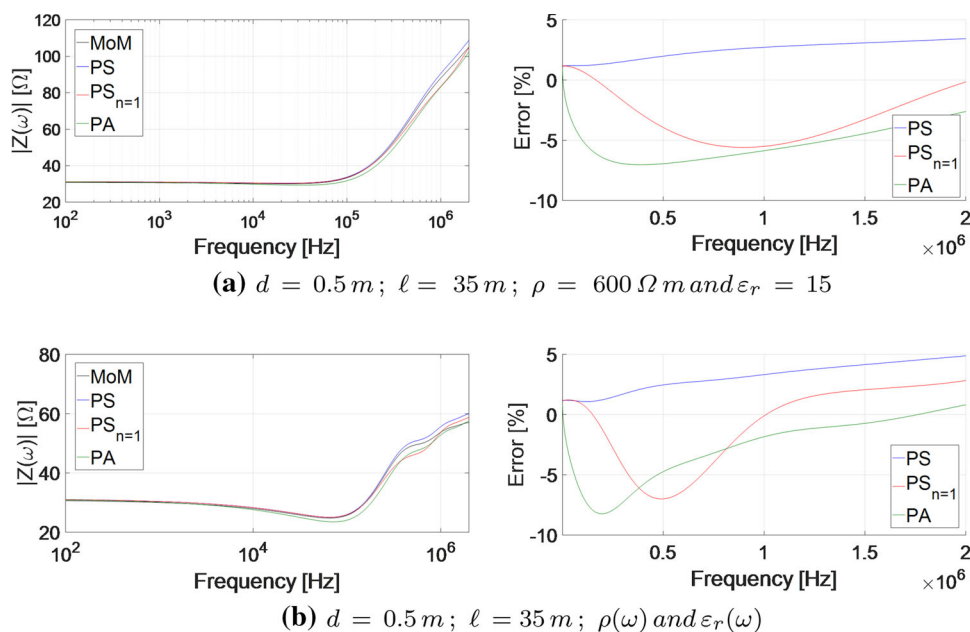 120
100
80
60
40
20
|Z(ω)| [Ω]
MoM
PS
PSn=1
PA
10² 10³ 10⁴ 10⁵ 10⁶
Frequency [Hz]
5
0
-5
-10
Error [%]
PS
PSn=1
PA
0.5 1 1.5 2
Frequency [Hz] × 10⁶
(a) d = 0.5 m ; ℓ = 35 m ; ρ = 600 Ω m and εr = 15
80
60
40
20
|Z(ω)| [Ω]
MoM
PS
PSn=1
PA
10² 10⁴ 10⁶
Frequency [Hz]
5
0
-5
-10
Error [%]
PS
PSn=1
PA
0.5 1 1.5 2
Frequency [Hz] × 10⁶
(b) d = 0.5 m ; ℓ = 35 m ; ρ(ω) and εr(ω)